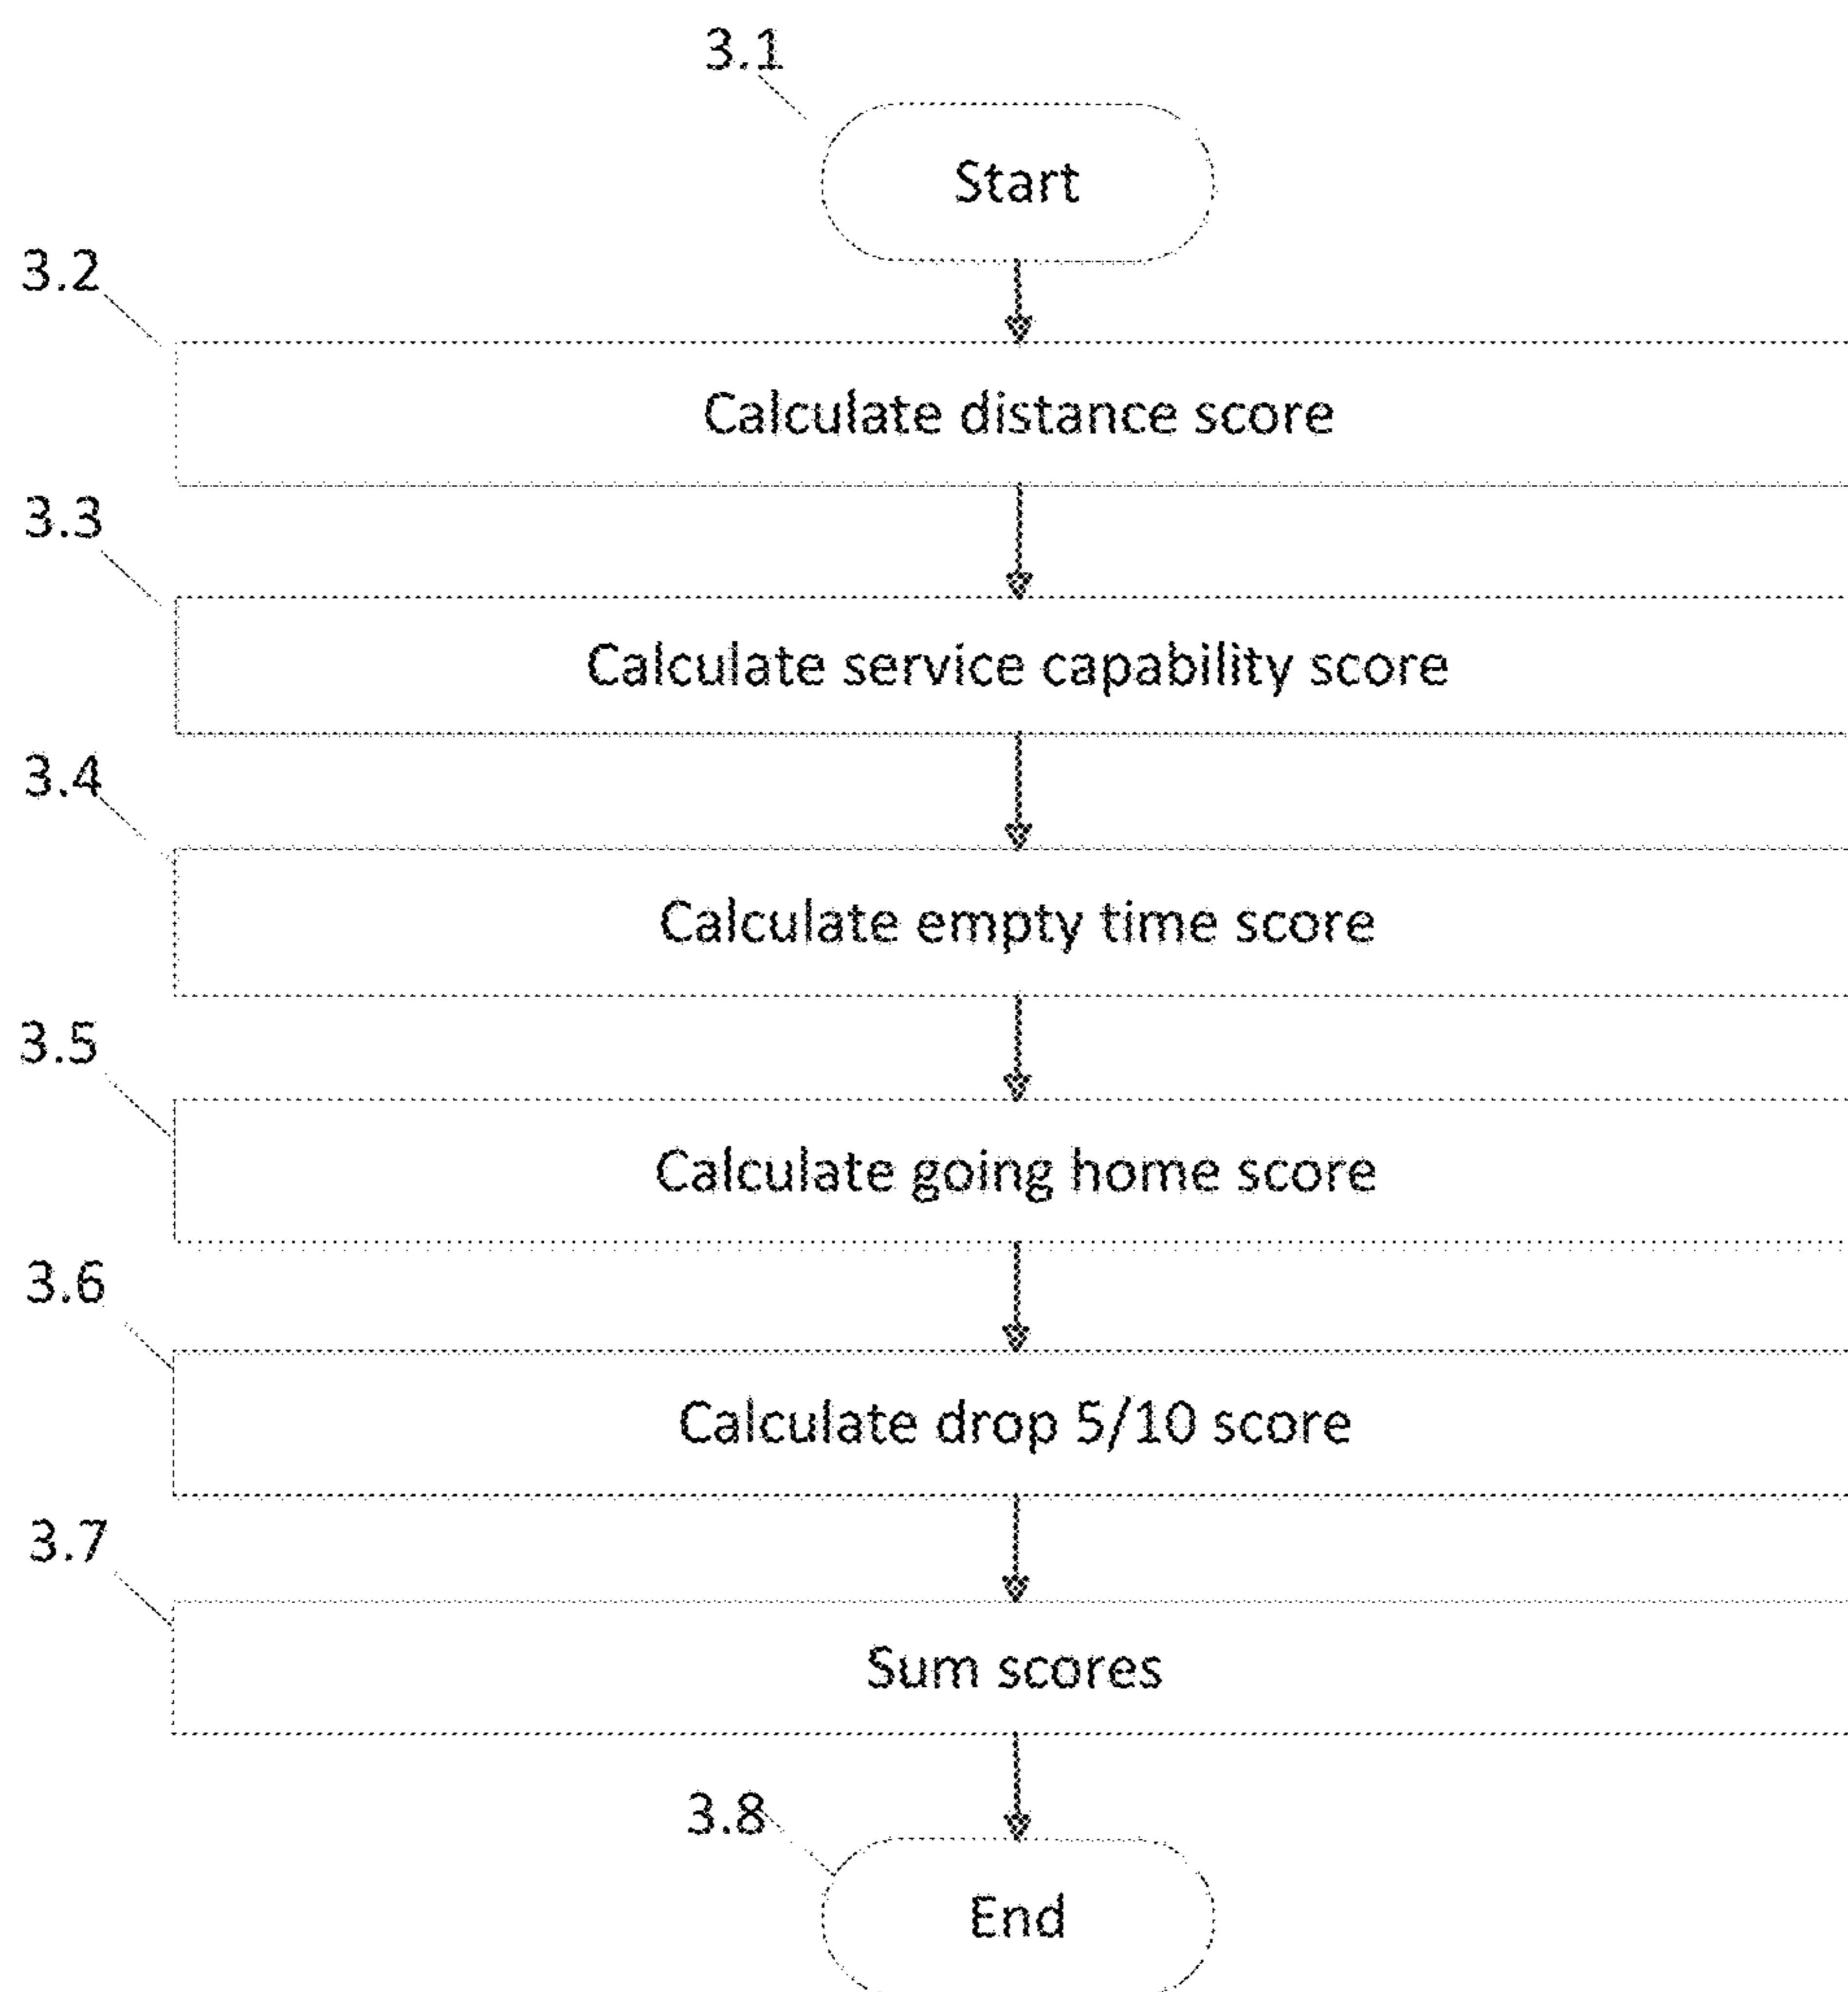 3.1
Start
3.2
Calculate distance score
3.3
Calculate service capability score
3.4
Calculate empty time score
3.5
Calculate going home score
3.6
Calculate drop 5/10 score
3.7
Sum scores
3.8
End